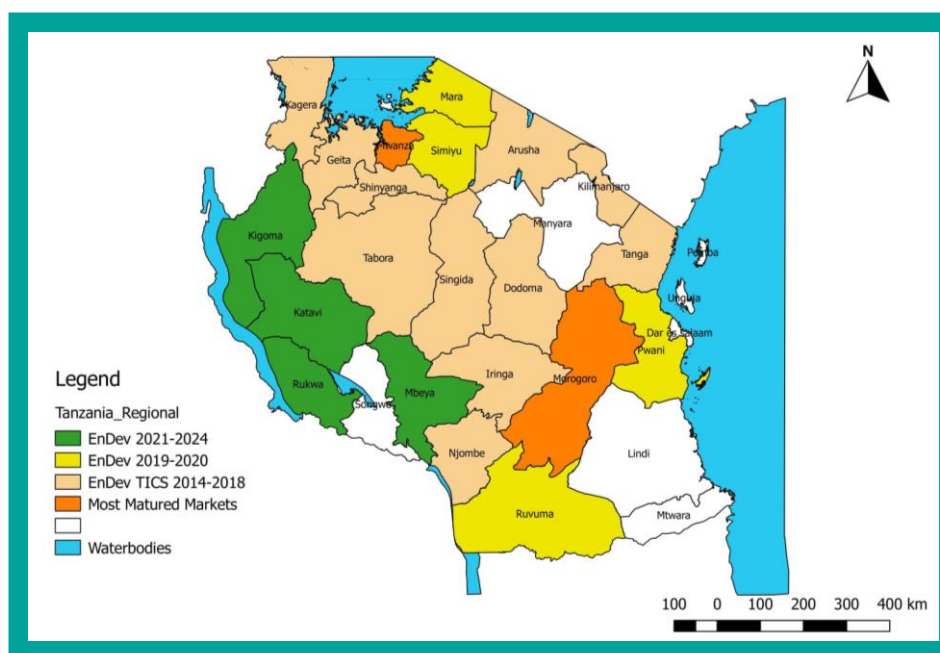 N
Mara
Kagera
Mwanza
Simiyu
Arusha
Geita
Shinyanga
Kilimanjaro
Manyara
Kigoma
Tabora
Singida
Dodoma
Tanga
Pemba
Unguja
Katavi
Dar es salaam
Pwani
Rukwa
Mbeya
Iringa
Morogoro
Songwe
Njombe
Lindi
Ruvuma
Mtwara
Legend
Tanzania_Regional
EnDev 2021-2024
EnDev 2019-2020
EnDev TICS 2014-2018
Most Matured Markets
Waterbodies
100 0 100 200 300 400 km